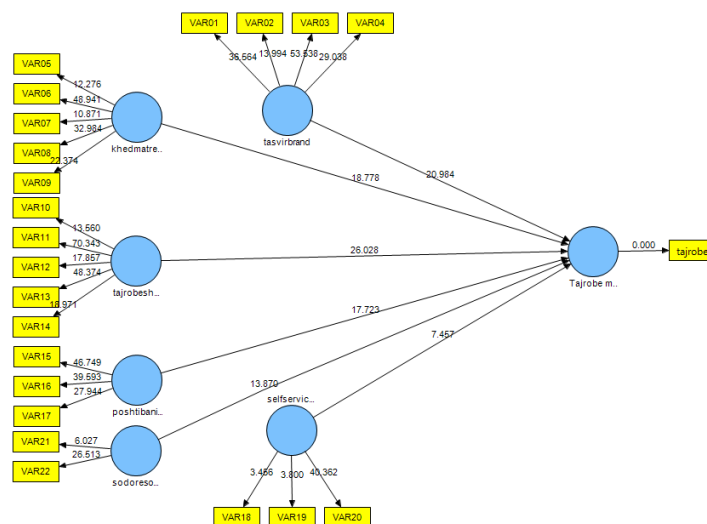 VAR01
VAR02
VAR03
VAR04
36.564
13.994
53.538
29.038
tasvirbrand
VAR05
VAR06
VAR07
VAR08
VAR09
12.276
48.941
10.871
32.984
22.374
khedmatre..
VAR10
VAR11
VAR12
VAR13
VAR14
13.560
70.343
17.857
48.374
18.971
tajrobesh..
VAR15
VAR16
VAR17
46.749
39.593
27.944
poshtibani..
VAR21
VAR22
6.027
26.513
sodoreso..
selfservic..
3.456
3.800
40.362
VAR18
VAR19
VAR20
20.984
18.778
26.028
17.723
13.870
7.457
Tajrobe m..
0.000
tajrobe